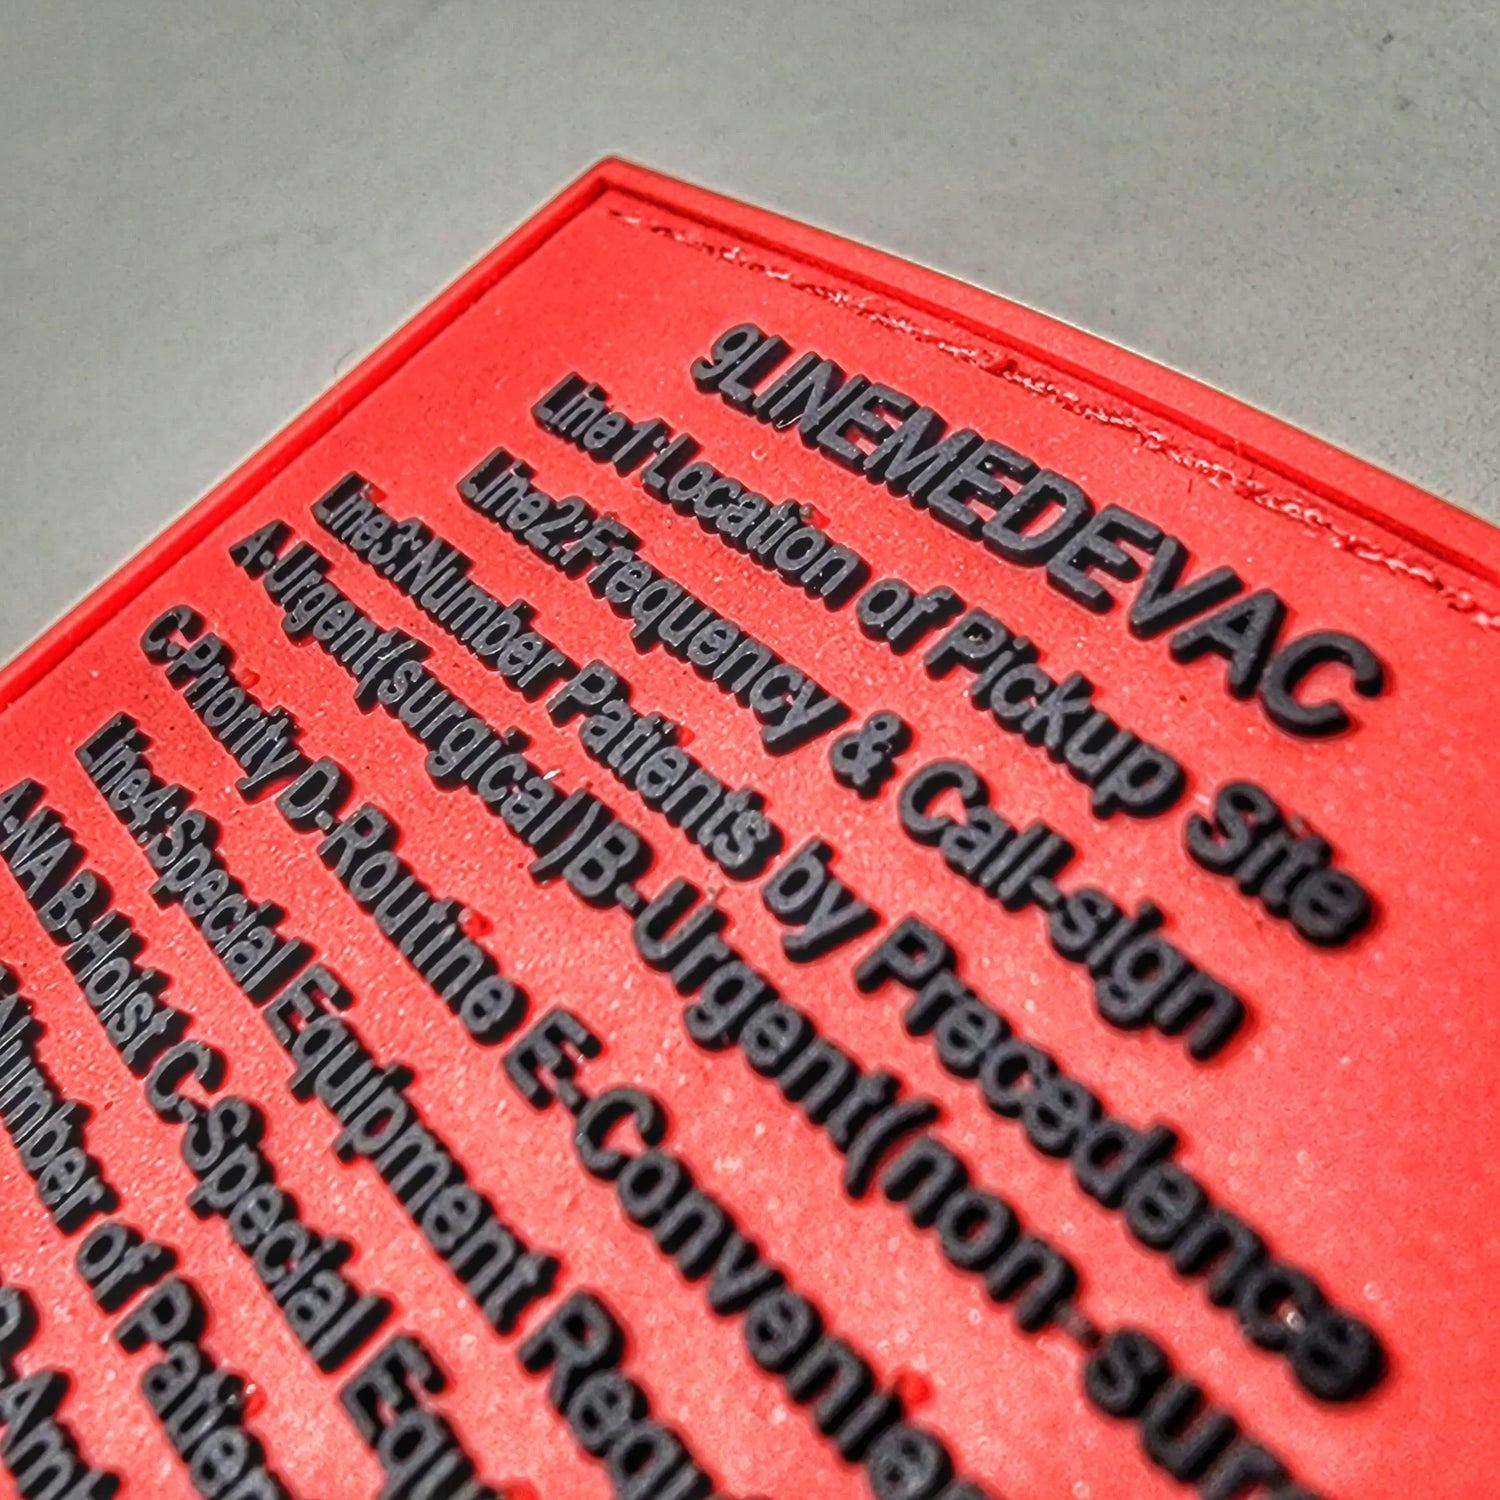 9LINEMEDEVAC
Line1:Location of Pickup Site
Line2:Frequency & Call-sign
Line3:Number Patients by Precedence
A-Urgent(surgical)B-Urgent(non-sur
C-Priority D-Routine E-Convenien
Line4:Special Equipment Requ
A-NA B-Hoist C-Special Equ
Number of Patien